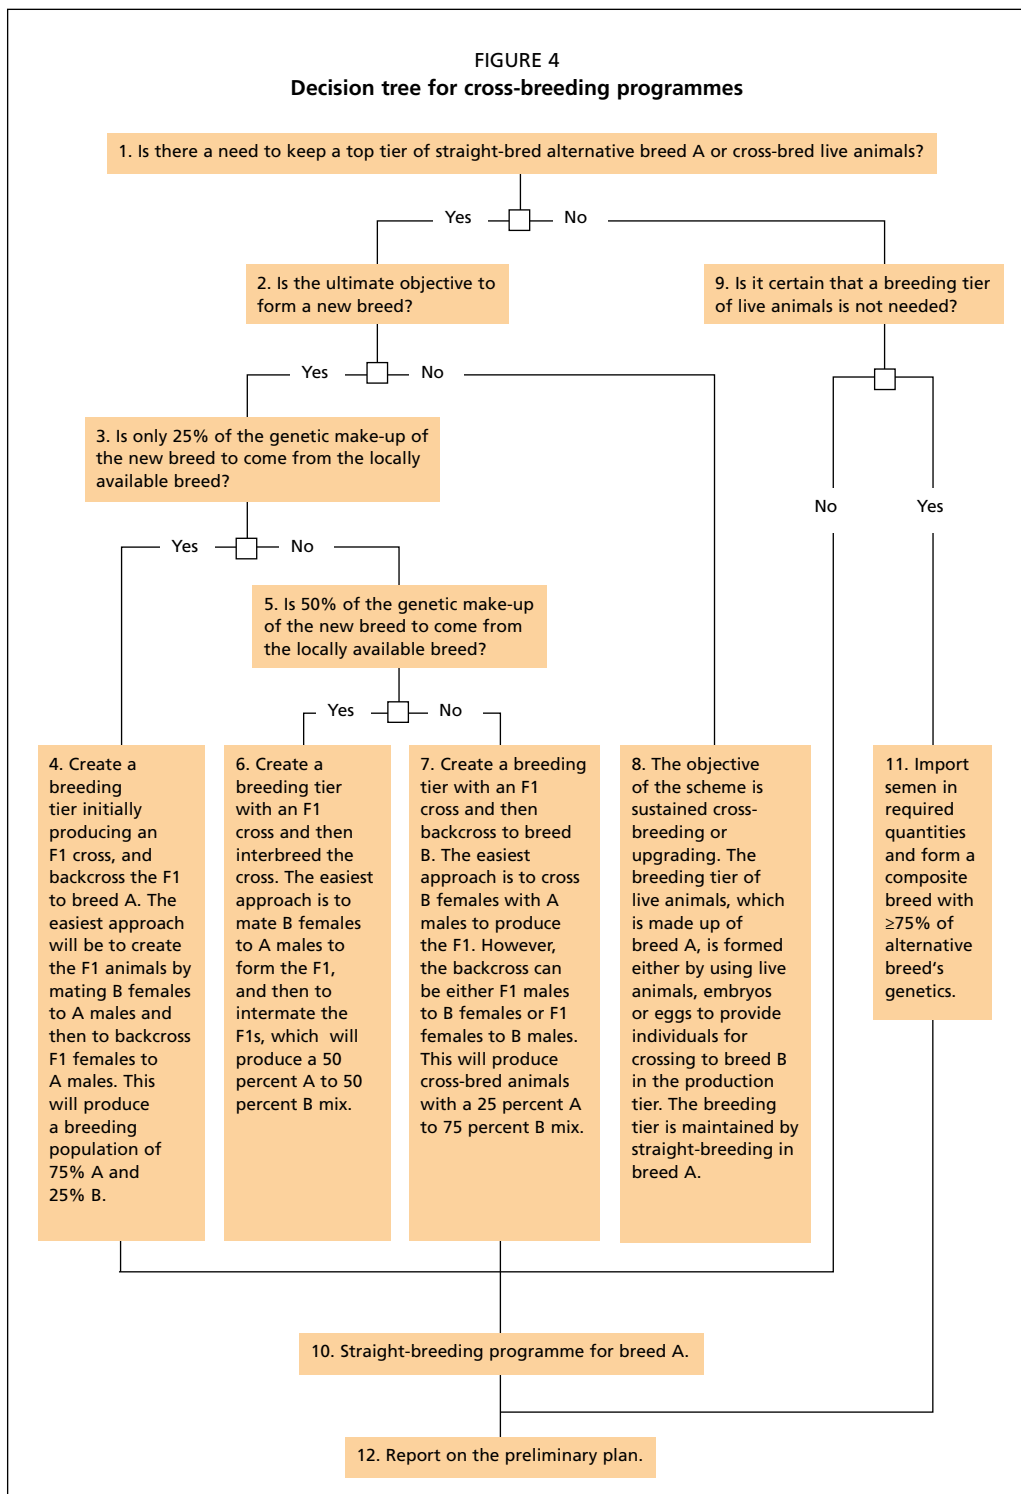 FIGURE 4
Decision tree for cross-breeding programmes
1. Is there a need to keep a top tier of straight-bred alternative breed A or cross-bred live animals?
Yes
No
2. Is the ultimate objective to
form a new breed?
9. Is it certain that a breeding tier
of live animals is not needed?
Yes
No
3. Is only 25% of the genetic make-up of
the new breed to come from the locally
available breed?
No
Yes
Yes
No
5. Is 50% of the genetic make-up
of the new breed to come from
the locally available breed?
Yes
No
4. Create a
breeding
tier initially
producing an
F1 cross, and
backcross the F1
to breed A. The
easiest approach
will be to create
the F1 animals by
mating B females
to A males and
then to backcross
F1 females to
A males. This
will produce
a breeding
population of
75% A and
25% B.
6. Create a
breeding tier
with an F1
cross and then
interbreed the
cross. The easiest
approach is to
mate B females
to A males to
form the F1,
and then to
intermate the
F1s, which will
produce a 50
percent A to 50
percent B mix.
7. Create a breeding
tier with an F1
cross and then
backcross to breed
B. The easiest
approach is to cross
B females with A
males to produce
the F1. However,
the backcross can
be either F1 males
to B females or F1
females to B males.
This will produce
cross-bred animals
with a 25 percent A
to 75 percent B mix.
8. The objective
of the scheme is
sustained cross-
breeding or
upgrading. The
breeding tier of
live animals, which
is made up of
breed A, is formed
either by using live
animals, embryos
or eggs to provide
individuals for
crossing to breed B
in the production
tier. The breeding
tier is maintained by
straight-breeding in
breed A.
11. Import
semen in
required
quantities
and form a
composite
breed with
≥75% of
alternative
breed‘s
genetics.
10. Straight-breeding programme for breed A.
12. Report on the preliminary plan.